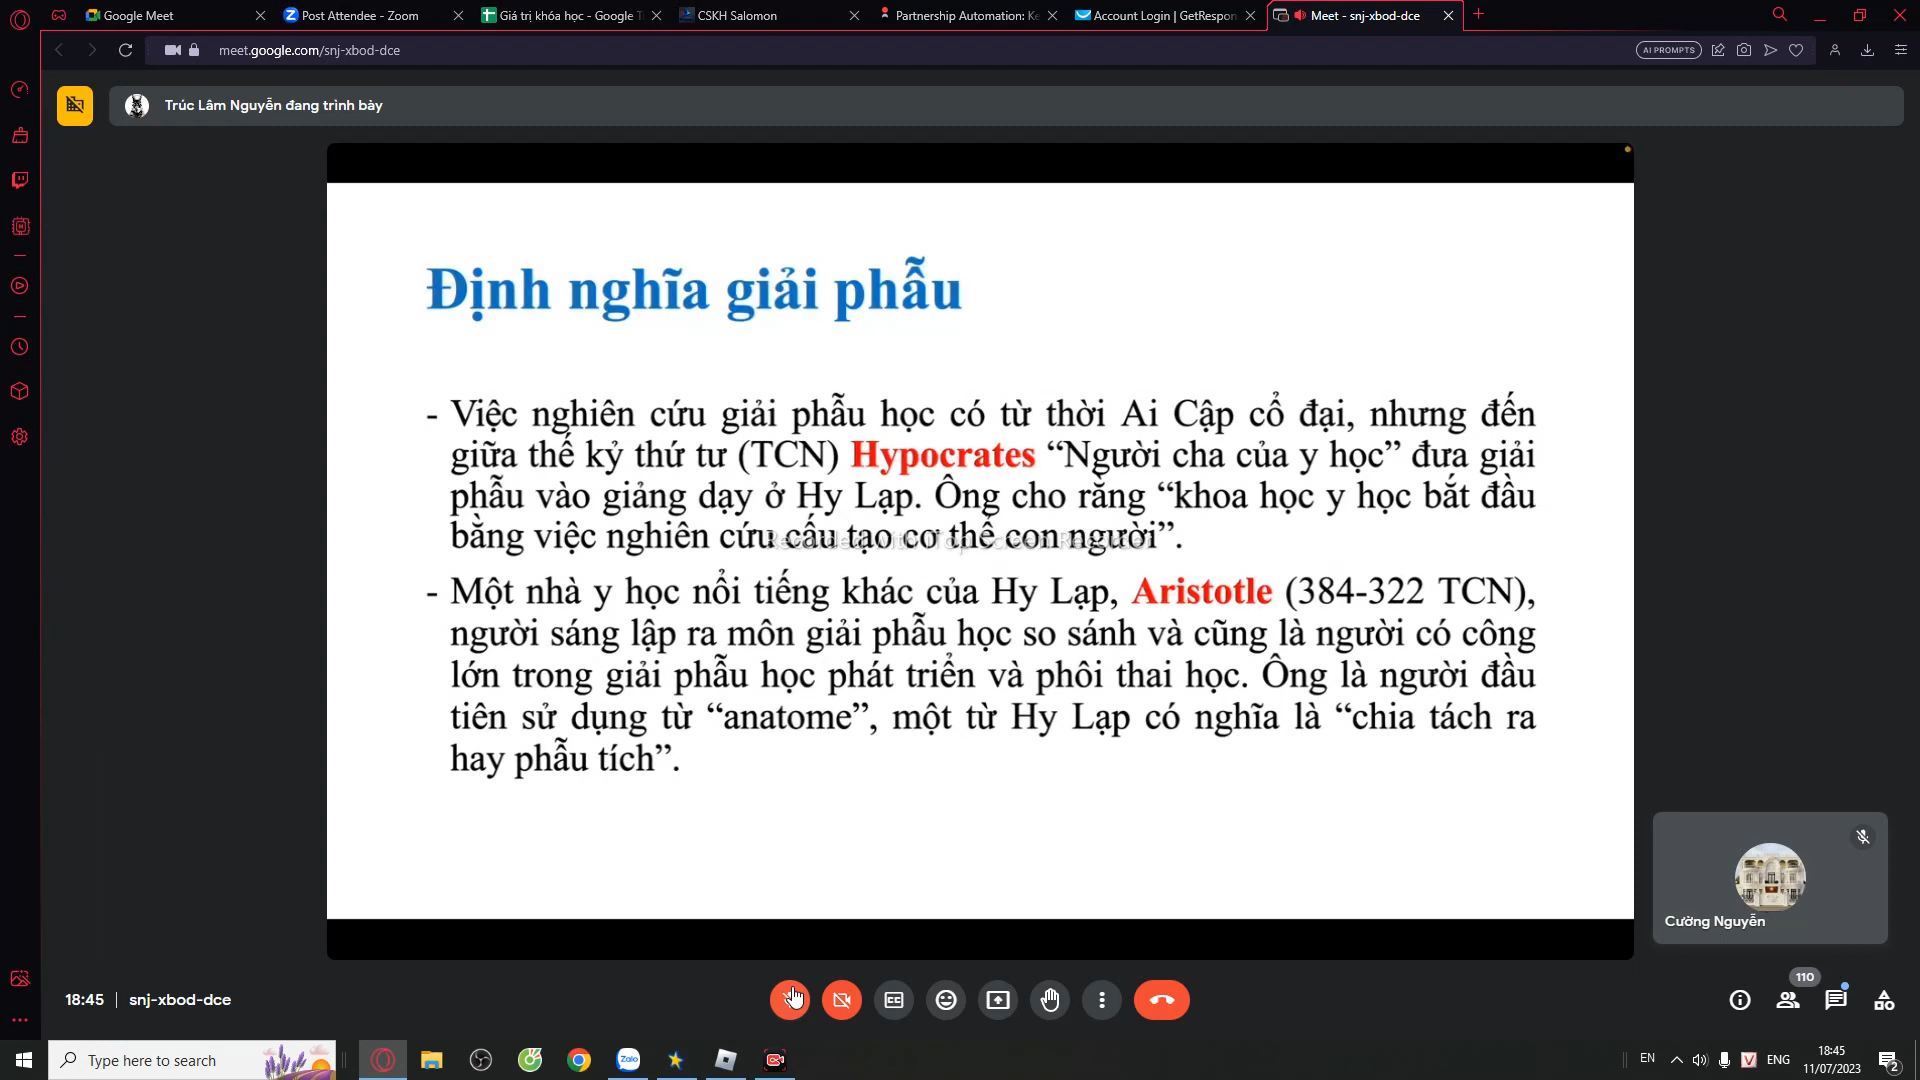 Google Meet
Post Attendee - Zoom
Giá trị khóa học - Google T
CSKH Salomon
Partnership Automation: Ke
Account Login | GetRespon
Meet - snj-xbod-dce
meet.google.com/snj-xbod-dce
AI PROMPTS
Trúc Lâm Nguyễn đang trình bày
Định nghĩa giải phẫu
- Việc nghiên cứu giải phẫu học có từ thời Ai Cập cổ đại, nhưng đến
giữa thế kỷ thứ tư (TCN) Hypocrates “Người cha của y học” đưa giải
phẫu vào giảng dạy ở Hy Lạp. Ông cho rằng “khoa học y học bắt đầu
bằng việc nghiên cứu cấu tạo cơ thể con người”.
Recorded with iTop Screen Recorder
- Một nhà y học nổi tiếng khác của Hy Lạp, Aristotle (384-322 TCN),
người sáng lập ra môn giải phẫu học so sánh và cũng là người có công
lớn trong giải phẫu học phát triển và phôi thai học. Ông là người đầu
tiên sử dụng từ “anatome”, một từ Hy Lạp có nghĩa là “chia tách ra
hay phẫu tích”.
Cường Nguyễn
18:45 | snj-xbod-dce
110
Type here to search
Zalo
EN
V
ENG
18:45
11/07/2023
2